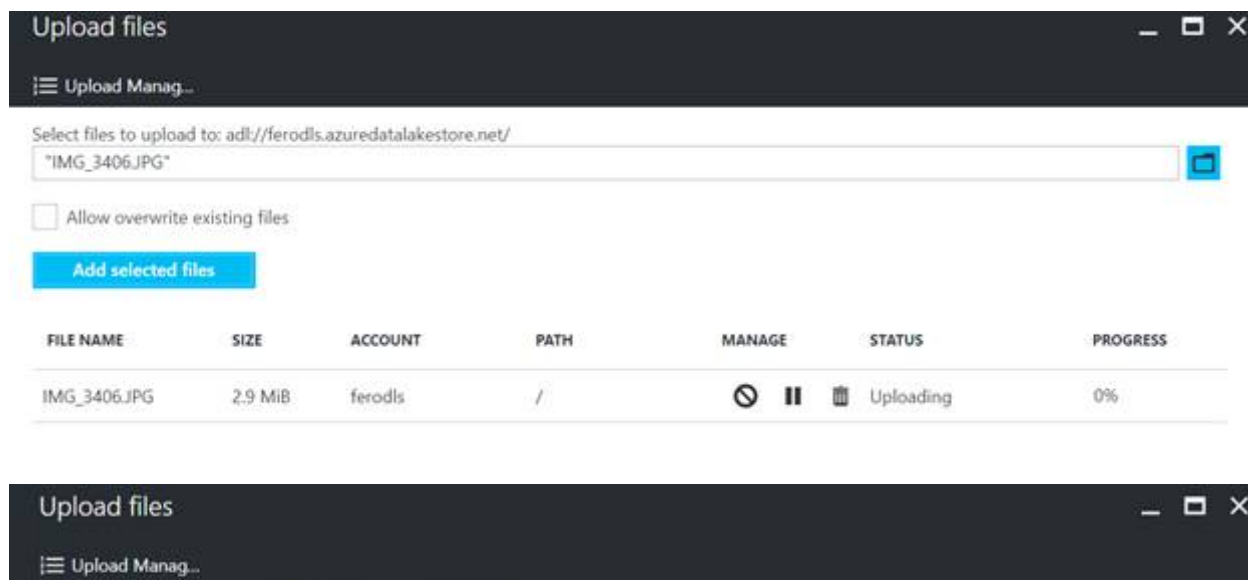 Upload files
Upload Manag...
Select files to upload to: adl://ferodls.azuredatalakestore.net/
"IMG_3406.JPG"
Allow overwrite existing files
Add selected files
FILE NAME SIZE ACCOUNT PATH MANAGE STATUS PROGRESS
IMG_3406.JPG 2.9 MiB ferodls / Uploading 0%
Upload files
Upload Manag...